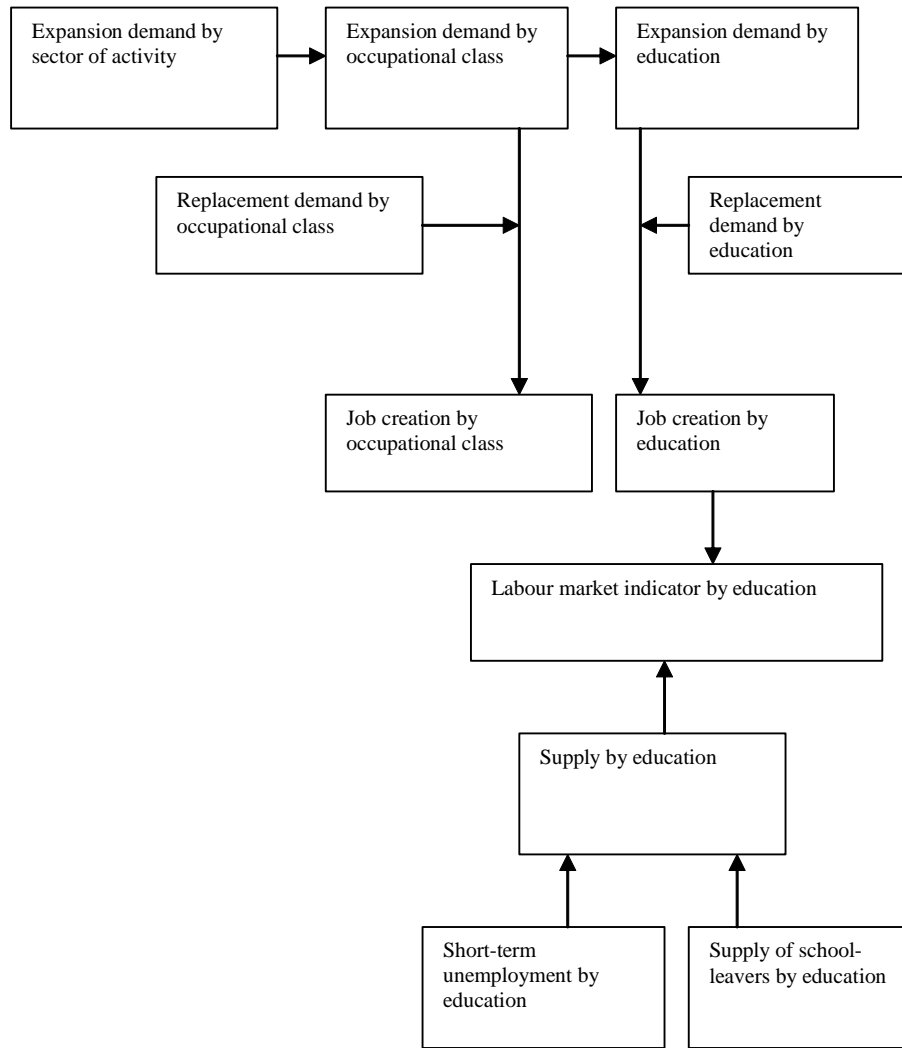 Expansion demand by
sector of activity
Expansion demand by
occupational class
Expansion demand by
education
Replacement demand by
occupational class
Replacement
demand by
education
Job creation by
occupational class
Job creation by
education
Labour market indicator by education
Supply by education
Short-term
unemployment by
education
Supply of school-
leavers by education